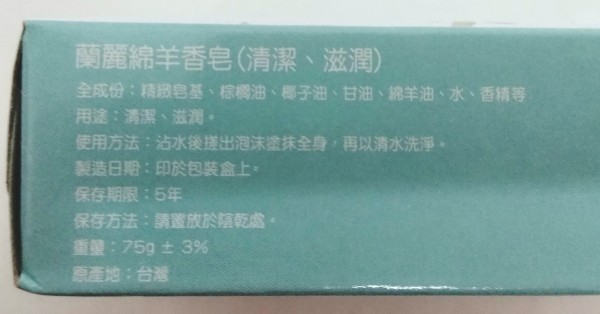 蘭麗綿羊香皂(清潔、滋潤)
全成份：精緻皂基、棕櫚油、椰子油、甘油、綿羊油、水、香精等
用途：清潔、滋潤。
使用方法：沾水後搓出泡沫塗抹全身，再以清水洗淨。
製造日期：印於包裝盒上。
保存期限：5年
保存方法：請置放於陰乾處。
重量：75g ± 3%
原產地：台灣